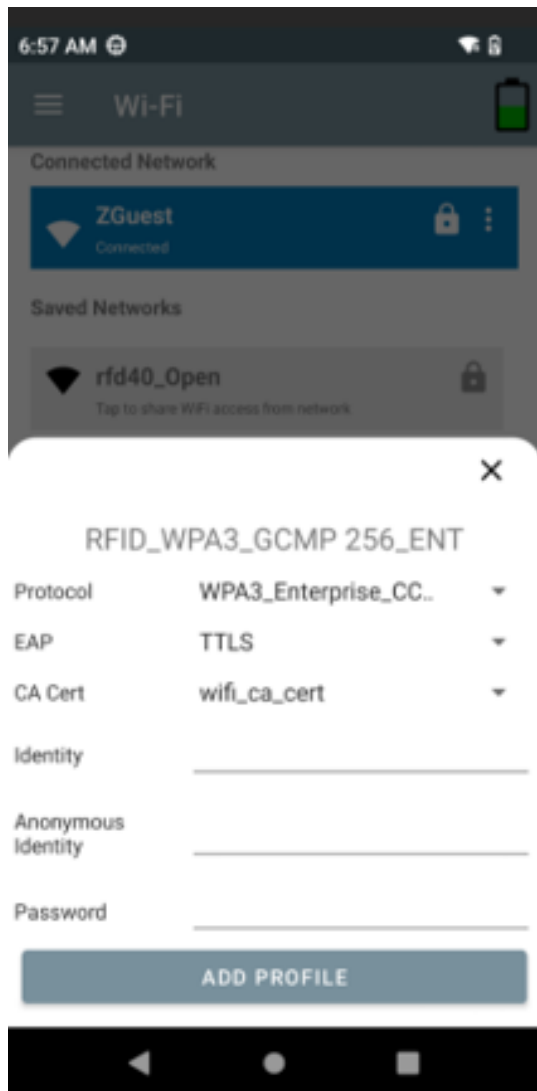 6:57 AM
Wi-Fi
Connected Network
ZGuest
Connected
Saved Networks
rfd40_Open
Tap to share WiFi access from network
RFID_WPA3_GCMP 256_ENT
Protocol WPA3_Enterprise_CC..
EAP TTLS
CA Cert wifi_ca_cert
Identity
Anonymous
Identity
Password
ADD PROFILE